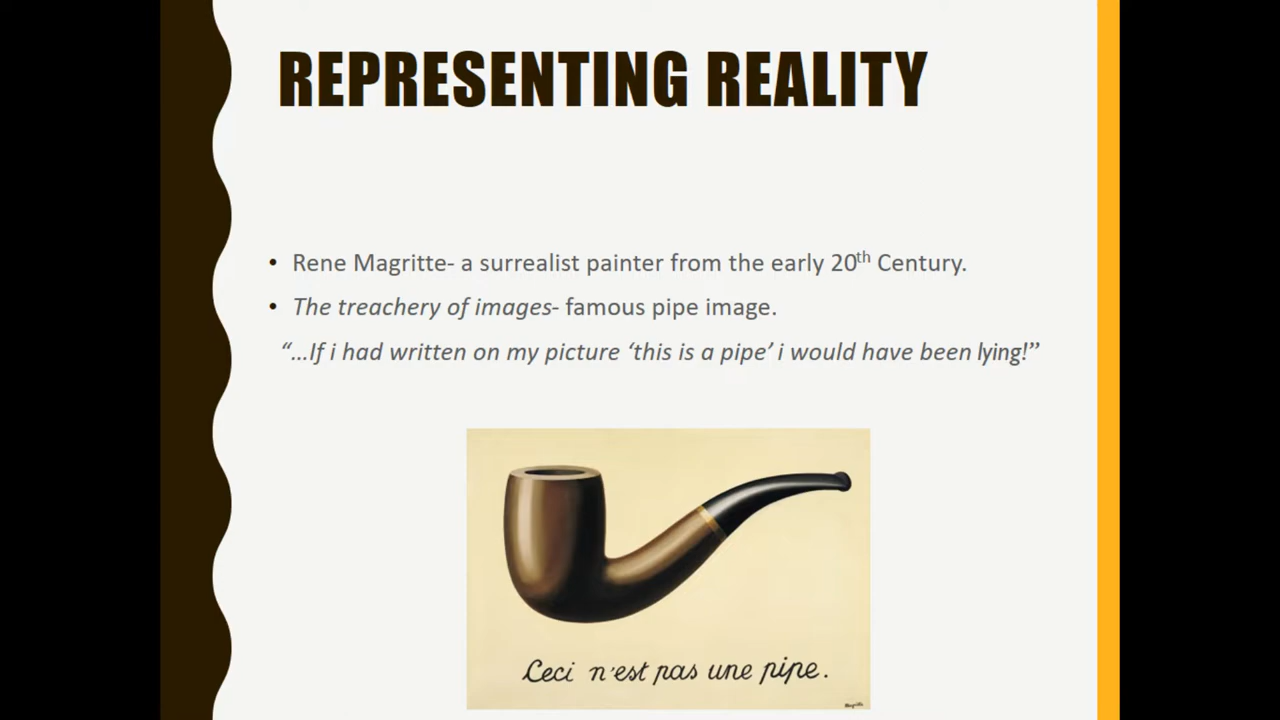 REPRESENTING REALITY
• Rene Magritte- a surrealist painter from the early 20th Century.
• The treachery of images- famous pipe image.
“…If i had written on my picture ‘this is a pipe’ i would have been lying!”
Ceci n'est pas une pipe.
Magritte